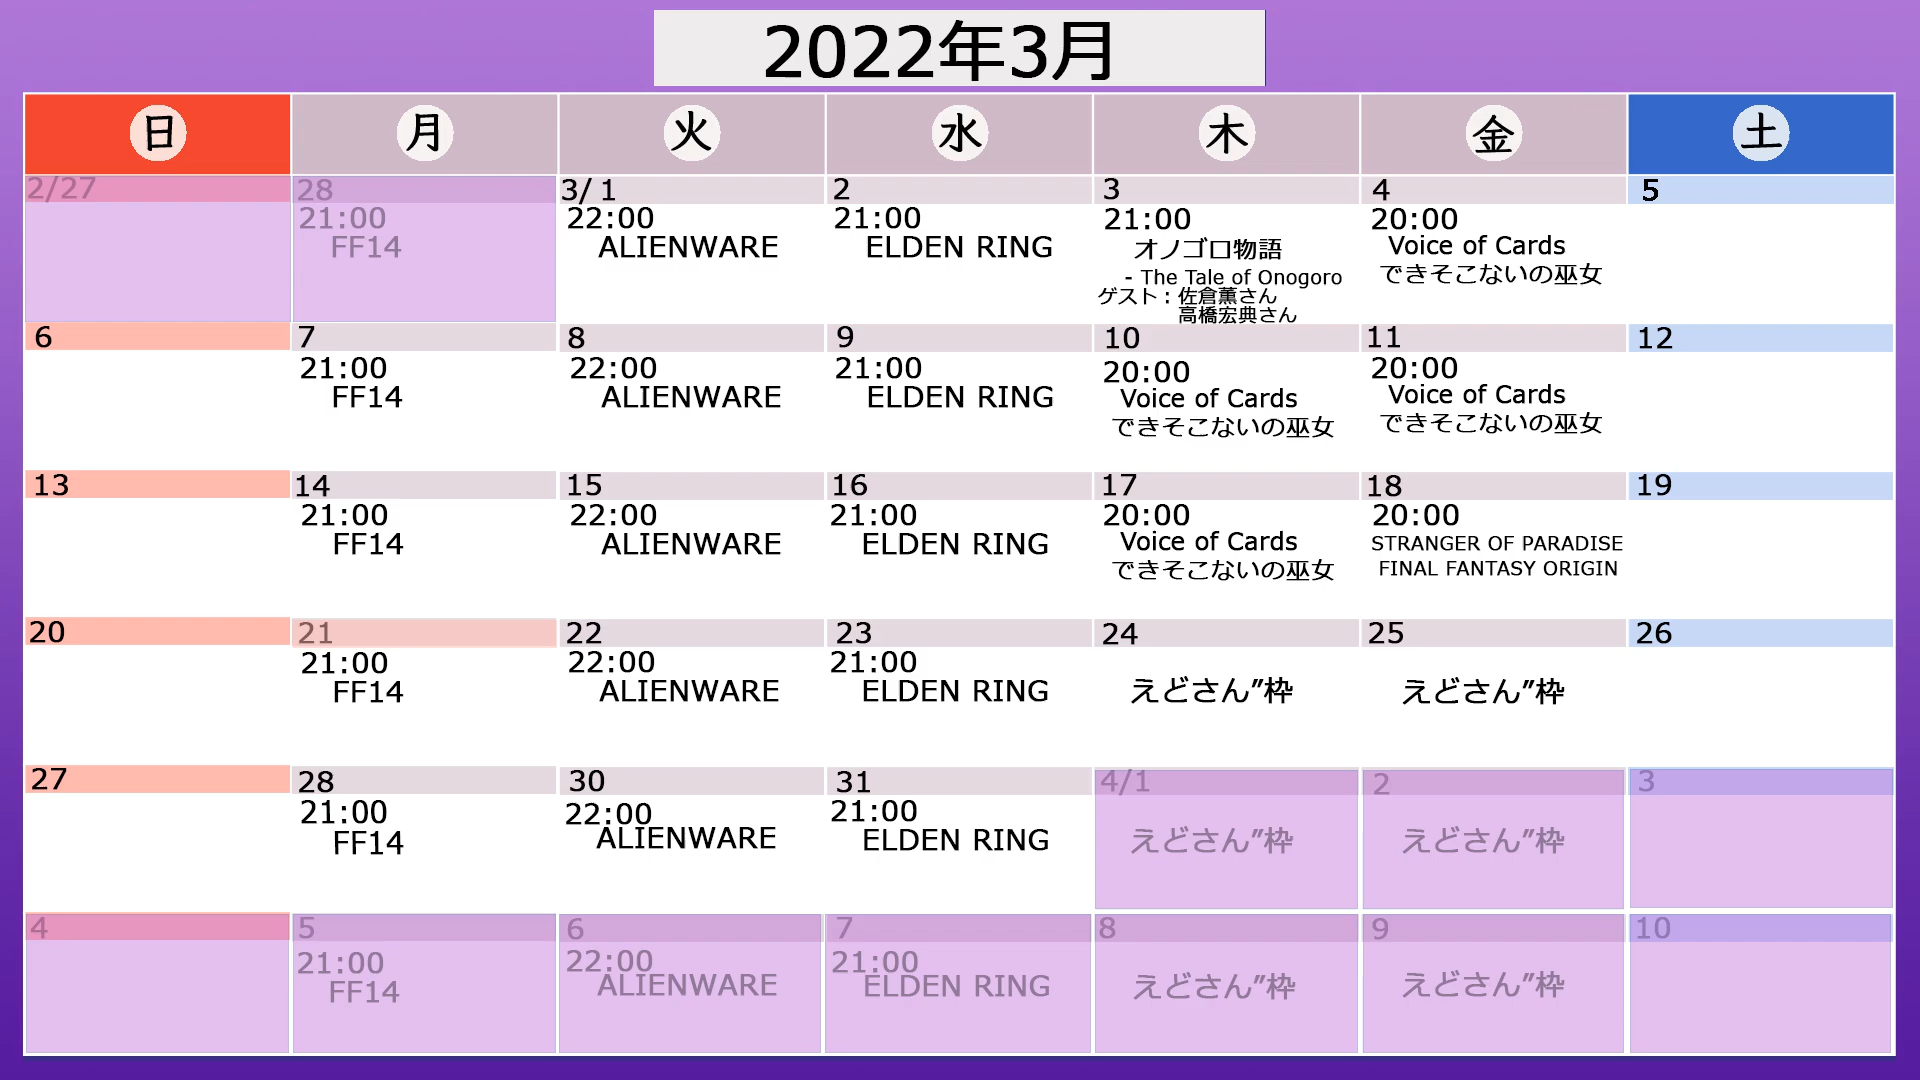 2022年3月
日 月 火 水 木 金 土
2/27 28 3/ 1 2 3 4 5
21:00 22:00 21:00 21:00 20:00
FF14 ALIENWARE ELDEN RING オノゴロ物語 Voice of Cards
- The Tale of Onogoro できそこないの巫女
ゲスト：佐倉薫さん
高橋宏典さん
6 7 8 9 10 11 12
21:00 22:00 21:00 20:00 20:00
FF14 ALIENWARE ELDEN RING Voice of Cards Voice of Cards
できそこないの巫女 できそこないの巫女
13 14 15 16 17 18 19
21:00 22:00 21:00 20:00 20:00
FF14 ALIENWARE ELDEN RING Voice of Cards STRANGER OF PARADISE
できそこないの巫女 FINAL FANTASY ORIGIN
20 21 22 23 24 25 26
21:00 22:00 21:00
FF14 ALIENWARE ELDEN RING えどさん”枠 えどさん”枠
27 28 30 31 4/1 2 3
21:00 22:00 21:00
FF14 ALIENWARE ELDEN RING えどさん”枠 えどさん”枠
4 5 6 7 8 9 10
21:00 22:00 21:00
FF14 ALIENWARE ELDEN RING えどさん”枠 えどさん”枠